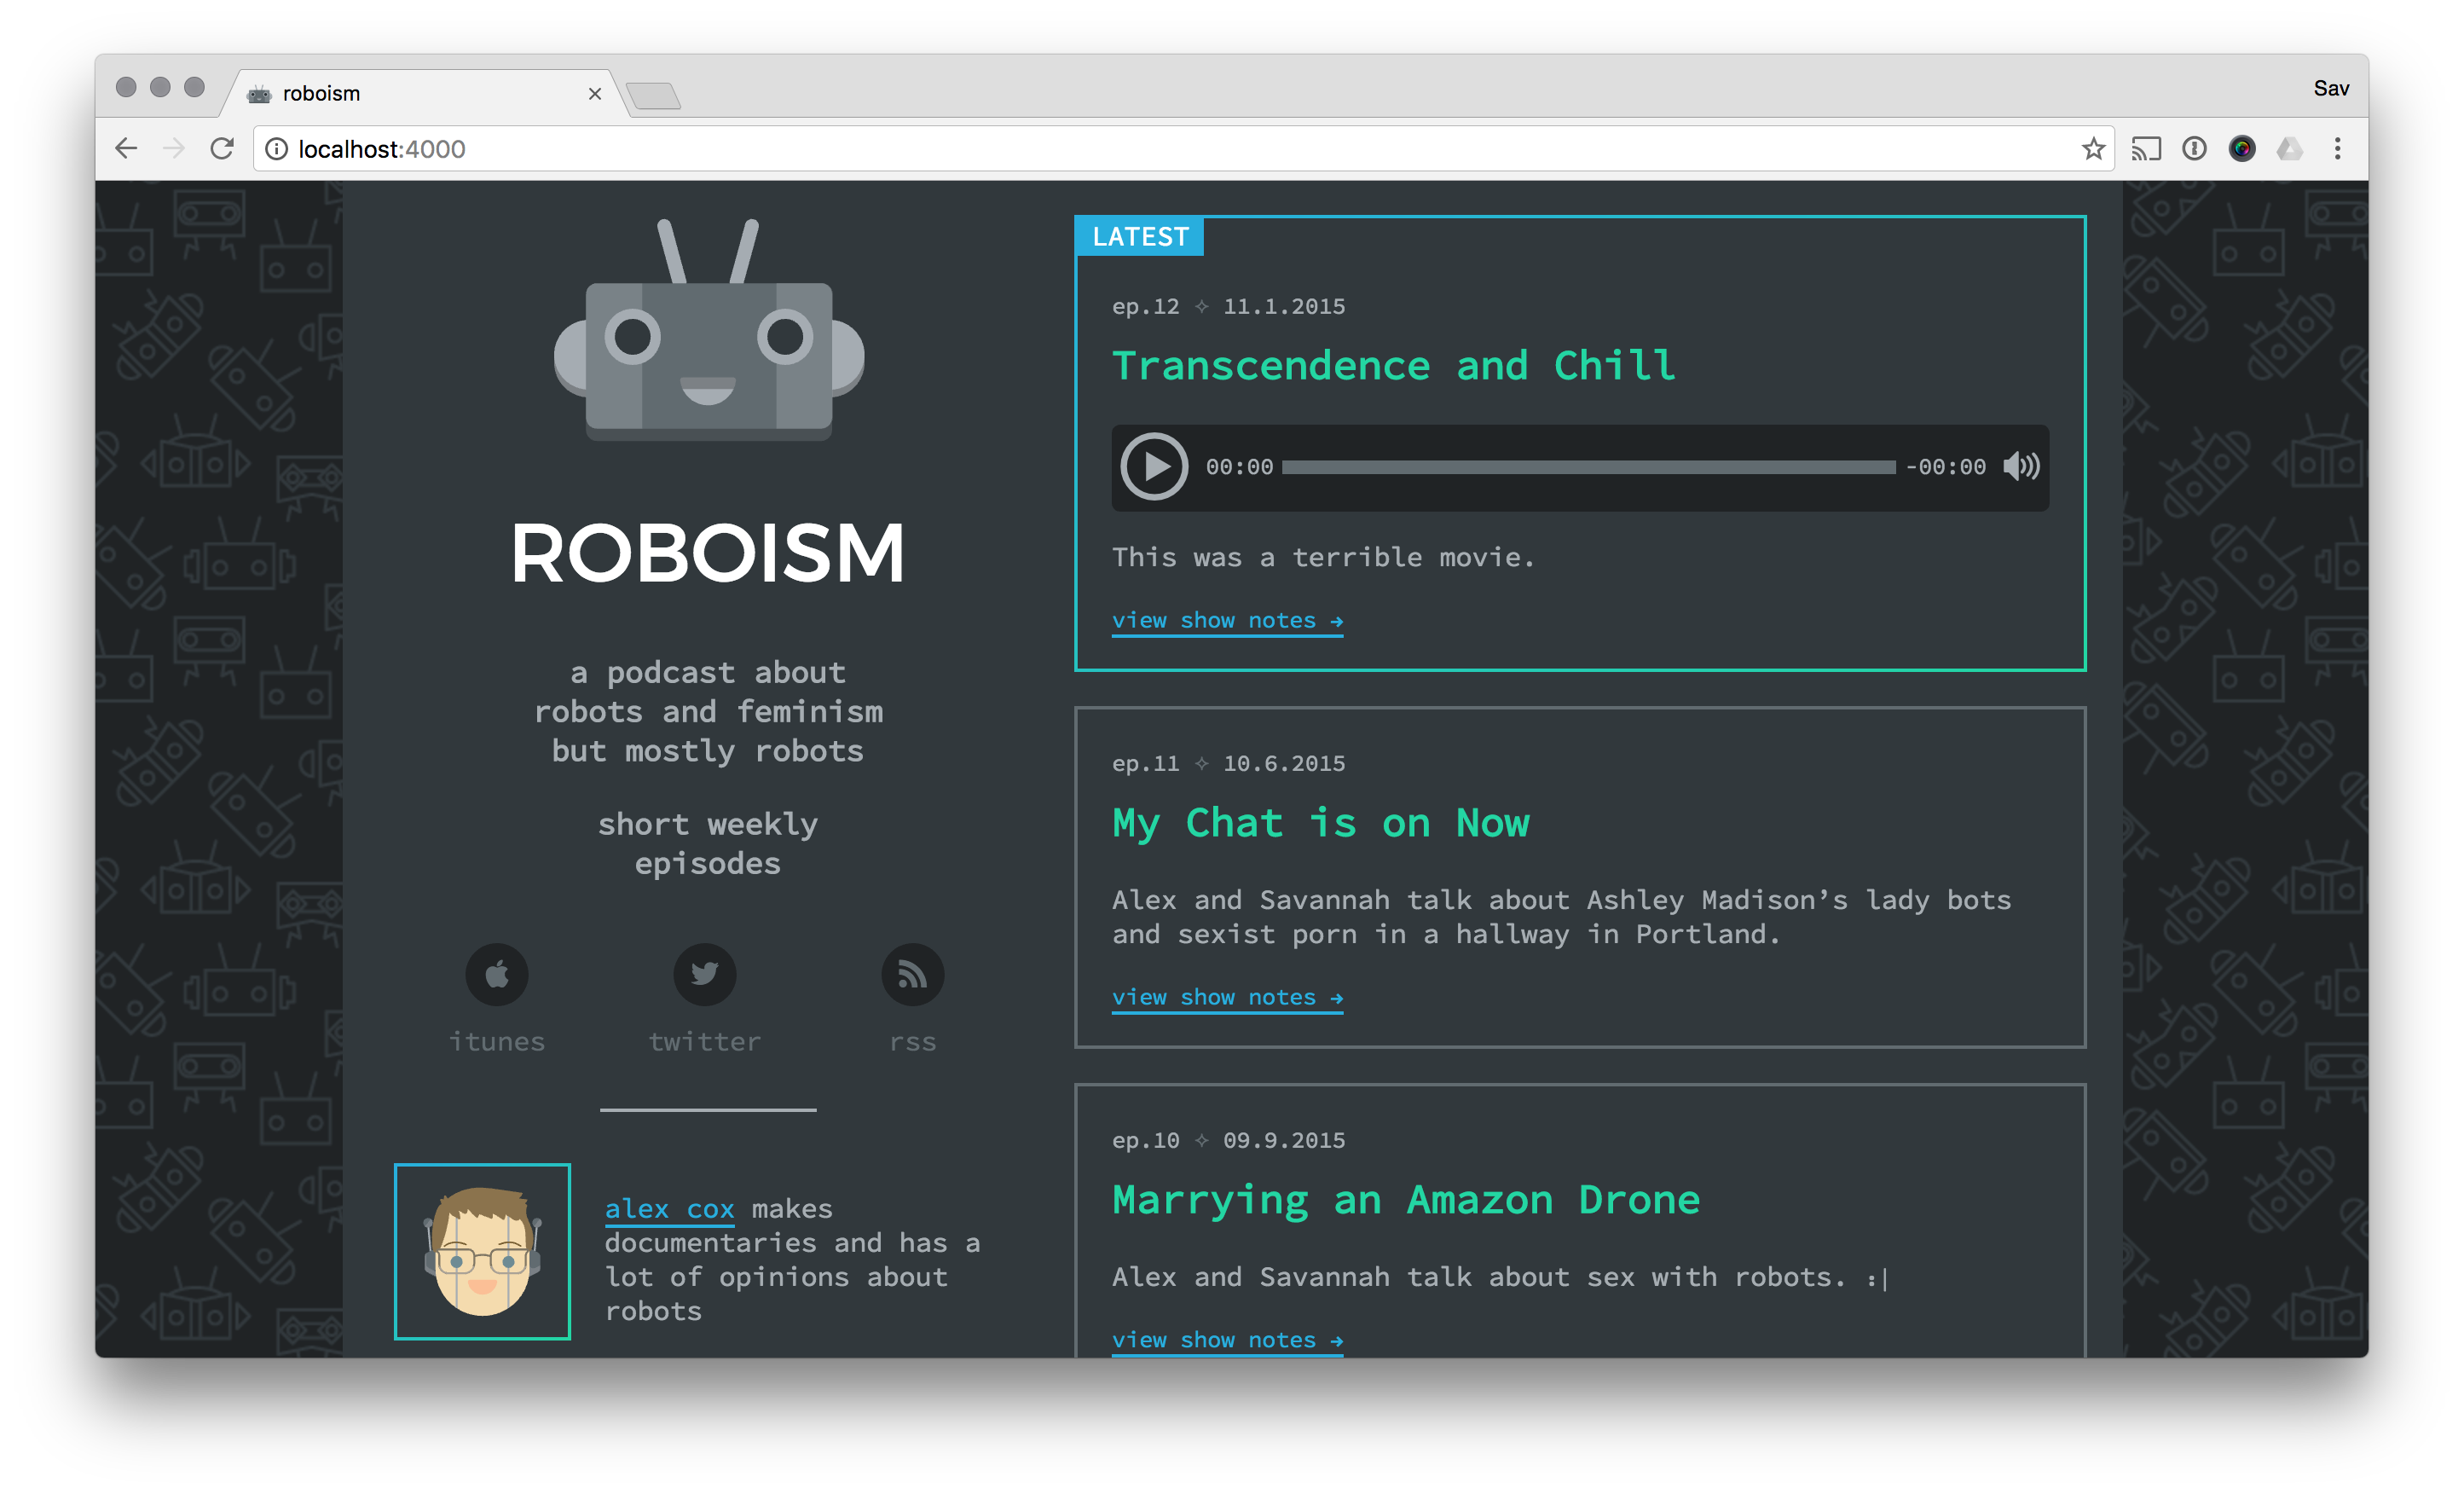 roboism
Sav
localhost:4000
ROBOISM
a podcast about
robots and feminism
but mostly robots
short weekly
episodes
itunes
twitter
rss
alex cox makes
documentaries and has a
lot of opinions about
robots
LATEST
ep.12 ✧ 11.1.2015
Transcendence and Chill
00:00
-00:00
This was a terrible movie.
view show notes →
ep.11 ✧ 10.6.2015
My Chat is on Now
Alex and Savannah talk about Ashley Madison’s lady bots
and sexist porn in a hallway in Portland.
view show notes →
ep.10 ✧ 09.9.2015
Marrying an Amazon Drone
Alex and Savannah talk about sex with robots. :|
view show notes →